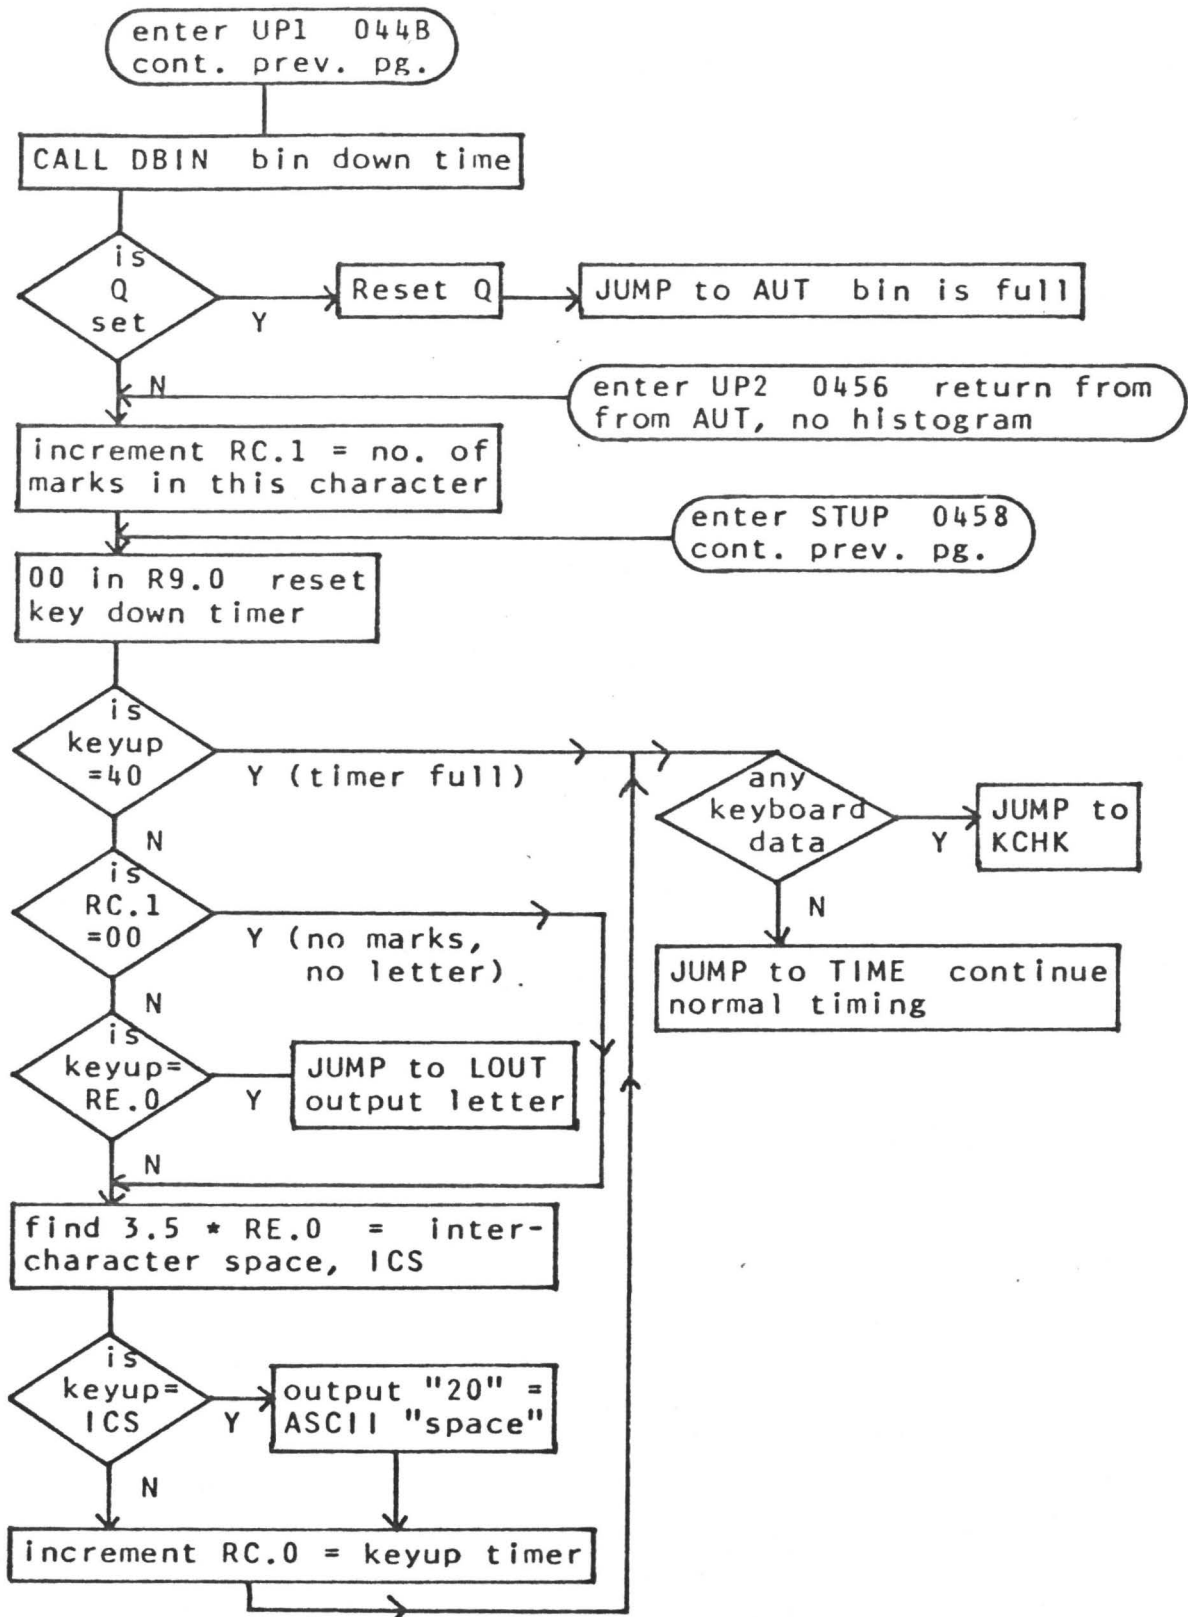 enter UP1 044B
cont. prev. pg.
CALL DBIN bin down time
is
Q
set
Y
Reset Q
JUMP to AUT bin is full
N
enter UP2 0456 return from
from AUT, no histogram
increment RC.1 = no. of
marks in this character
enter STUP 0458
cont. prev. pg.
00 in R9.0 reset
key down timer
is
keyup
=40
Y (timer full)
any
keyboard
data
Y
JUMP to
KCHK
N
is
RC.1
=00
Y (no marks,
no letter)
N
JUMP to TIME continue
normal timing
N
is
keyup=
RE.0
Y
JUMP to LOUT
output letter
N
find 3.5 * RE.0 = inter-
character space, ICS
is
keyup=
ICS
Y
output "20" =
ASCII "space"
N
increment RC.0 = keyup timer